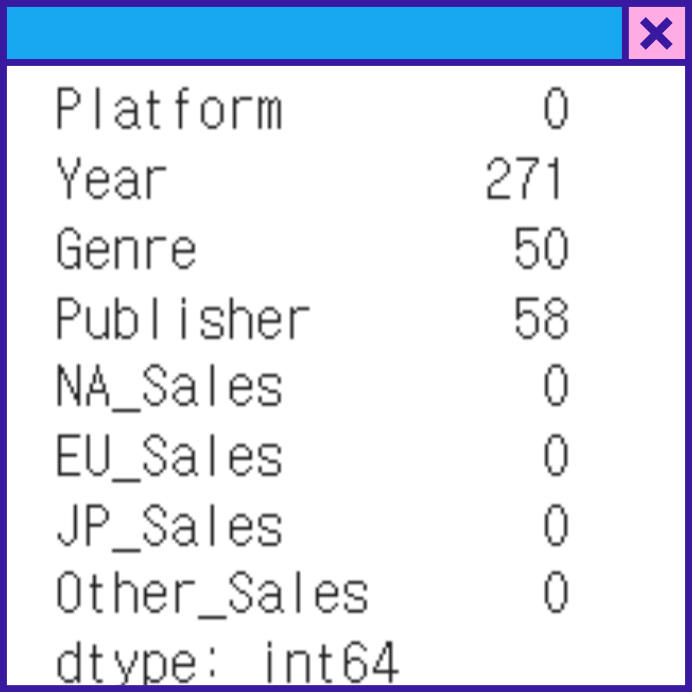 Platform 0
Year 271
Genre 50
Publisher 58
NA_Sales 0
EU_Sales 0
JP_Sales 0
Other_Sales 0
dtype: int64